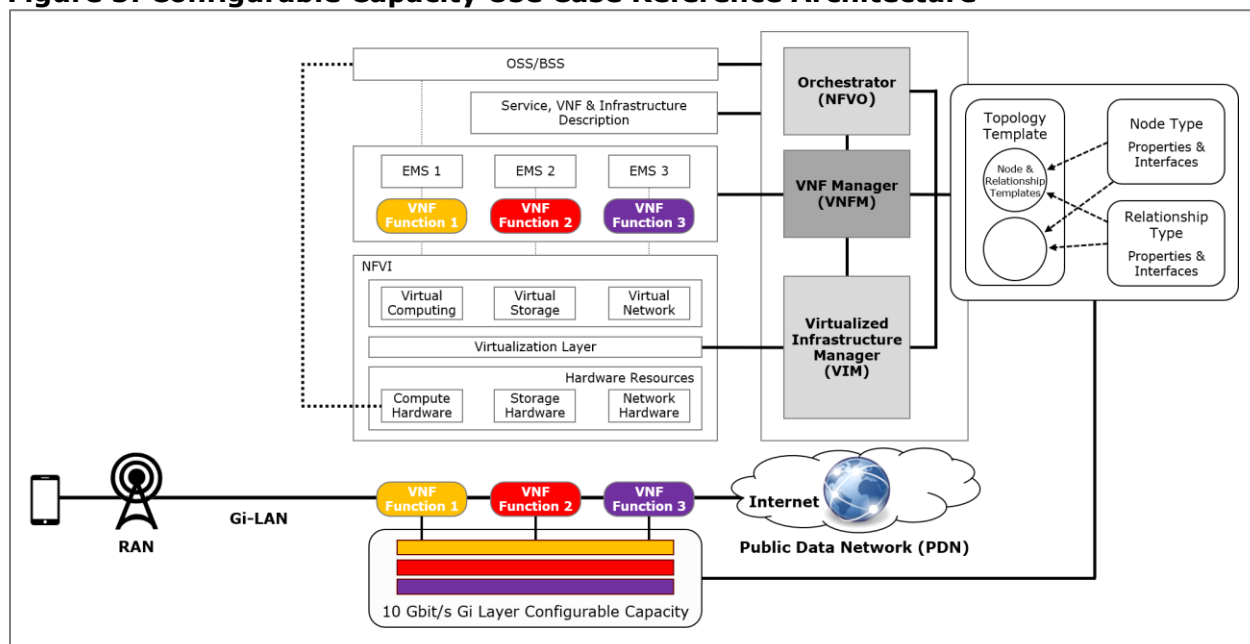 Figure 5: Configurable Capacity Use Case Reference Architecture
OSS/BSS
Service, VNF & Infrastructure
Description
EMS 1
EMS 2
EMS 3
VNF
Function 1
VNF
Function 2
VNF
Function 3
NFVI
Virtual
Computing
Virtual
Storage
Virtual
Network
Virtualization Layer
Hardware Resources
Compute
Hardware
Storage
Hardware
Network
Hardware
Orchestrator
(NFVO)
VNF Manager
(VNFM)
Virtualized
Infrastructure
Manager
(VIM)
Topology
Template
Node &
Relationship
Templates
Node Type
Properties &
Interfaces
Relationship
Type
Properties &
Interfaces
RAN
Gi-LAN
VNF
Function 1
VNF
Function 2
VNF
Function 3
Internet
Public Data Network (PDN)
10 Gbit/s Gi Layer Configurable Capacity